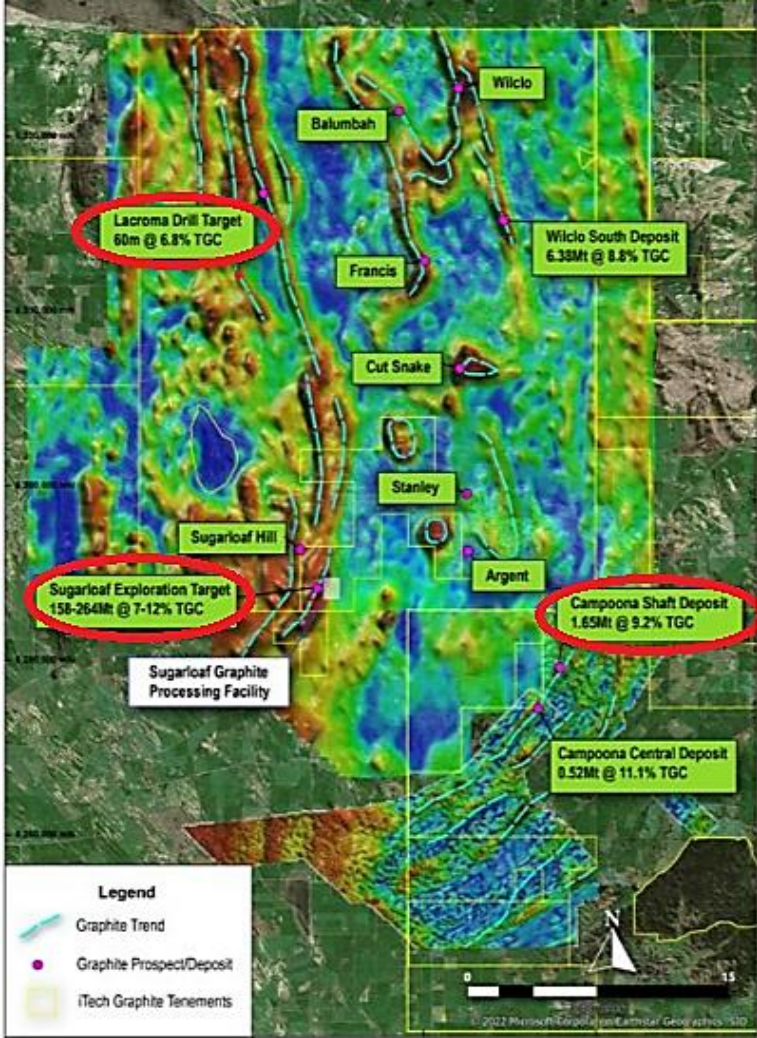 Wilclo
Balumbah
Lacroma Drill Target
60m @ 6.8% TGC
Wilclo South Deposit
6.38Mt @ 8.8% TGC
Francis
Cut Snake
Stanley
Sugarloaf Hill
Argent
Sugarloaf Exploration Target
158-264Mt @ 7-12% TGC
Campoona Shaft Deposit
1.65Mt @ 9.2% TGC
Sugarloaf Graphite
Processing Facility
Campoona Central Deposit
0.52Mt @ 11.1% TGC
Legend
Graphite Trend
Graphite Prospect/Deposit
iTech Graphite Tenements
N
0
15
© 2022 Microsoft Corporation Earthstar Geographics SIO